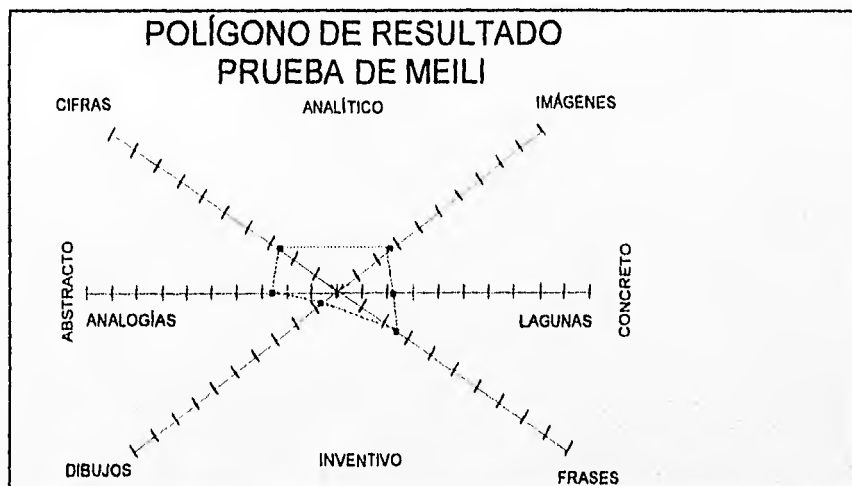 POLÍGONO DE RESULTADO
PRUEBA DE MEILI
CIFRAS
ANALÍTICO
IMÁGENES
ABSTRACTO
ANALOGÍAS
LAGUNAS
CONCRETO
DIBUJOS
INVENTIVO
FRASES